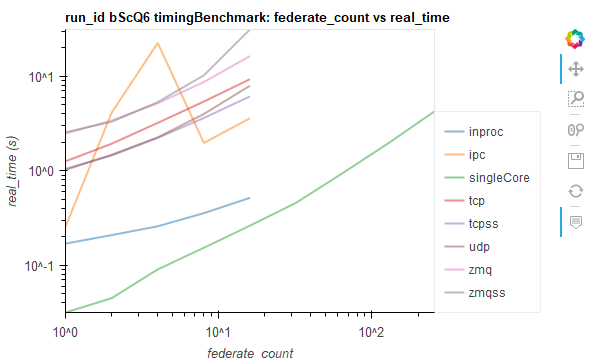 run_id bScQ6 timingBenchmark: federate_count vs real_time
real_time (s)
10^1
10^0
10^-1
10^0
10^1
10^2
federate_count
inproc
ipc
singleCore
tcp
tcpss
udp
zmq
zmqss